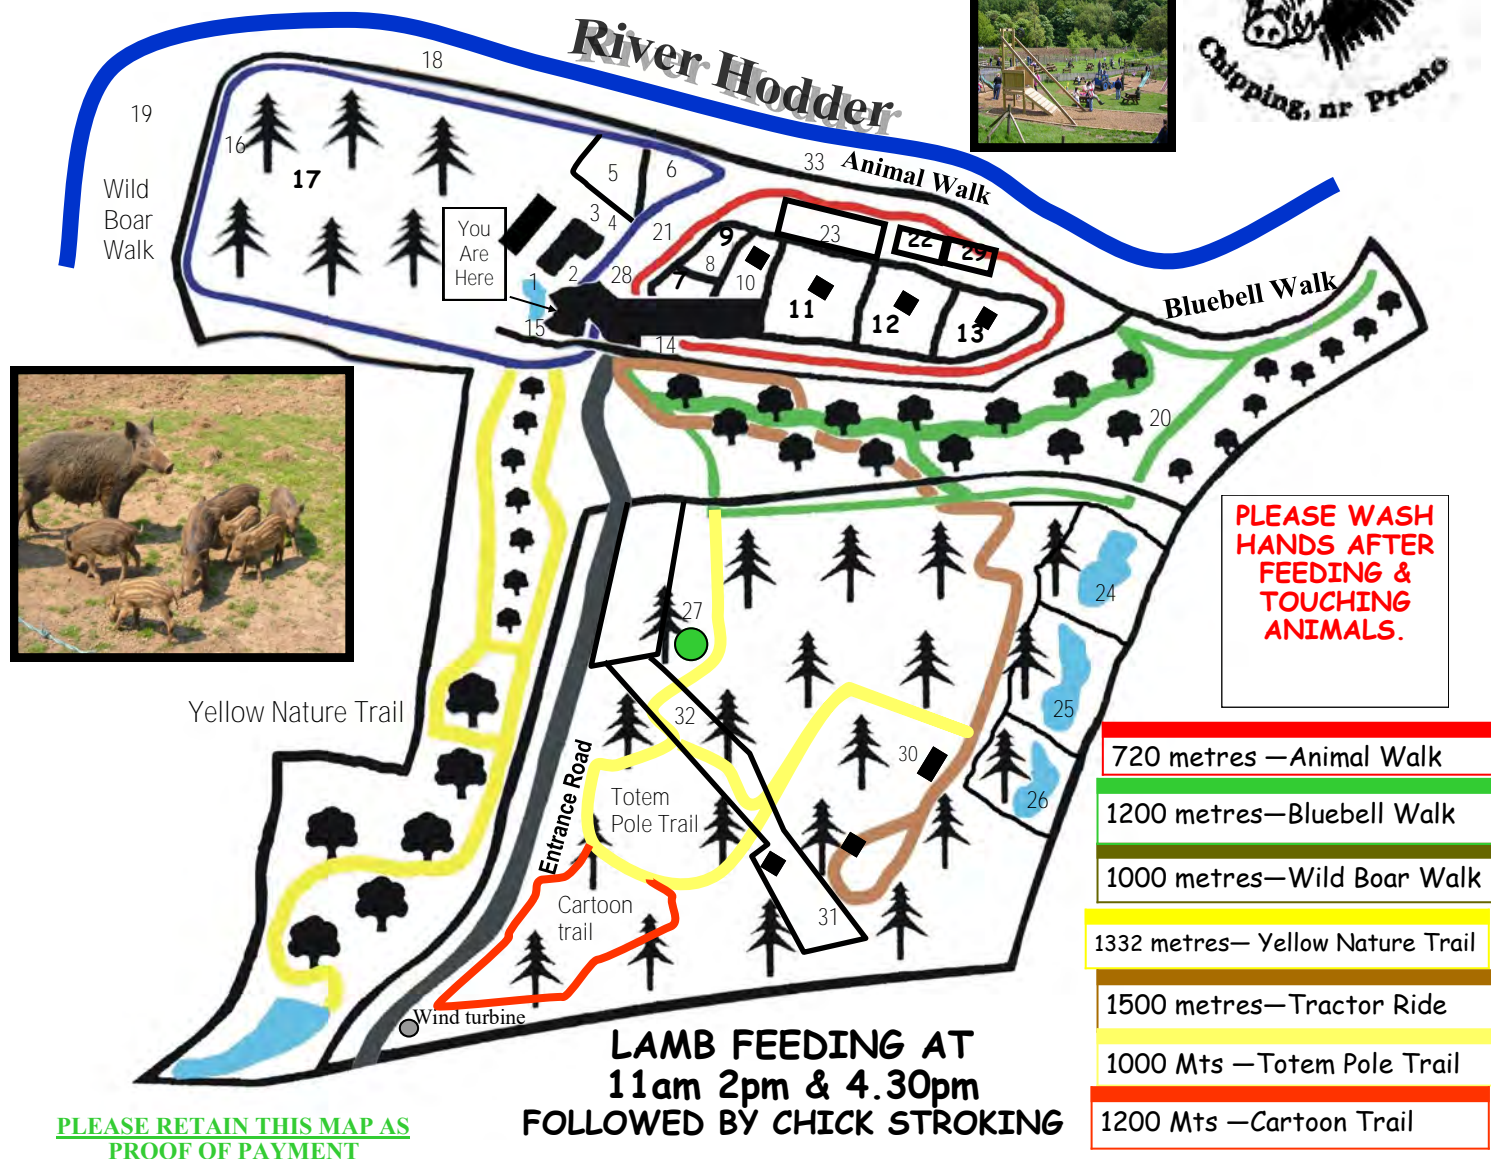 River Hodder
Chipping, nr Presto
18
19
16
17
Wild
Boar
Walk
5
6
33
Animal Walk
You
Are
Here
3
4
21
9
23
22
29
8
7
10
28
2
1
15
11
12
13
14
Bluebell Walk
20
PLEASE WASH
HANDS AFTER
FEEDING &
TOUCHING
ANIMALS.
24
27
25
Yellow Nature Trail
32
30
26
Entrance Road
Totem
Pole Trail
Cartoon
trail
31
Wind turbine
720 metres —Animal Walk
1200 metres—Bluebell Walk
1000 metres—Wild Boar Walk
1332 metres— Yellow Nature Trail
1500 metres—Tractor Ride
1000 Mts —Totem Pole Trail
1200 Mts —Cartoon Trail
LAMB FEEDING AT
11am 2pm & 4.30pm
FOLLOWED BY CHICK STROKING
PLEASE RETAIN THIS MAP AS
PROOF OF PAYMENT